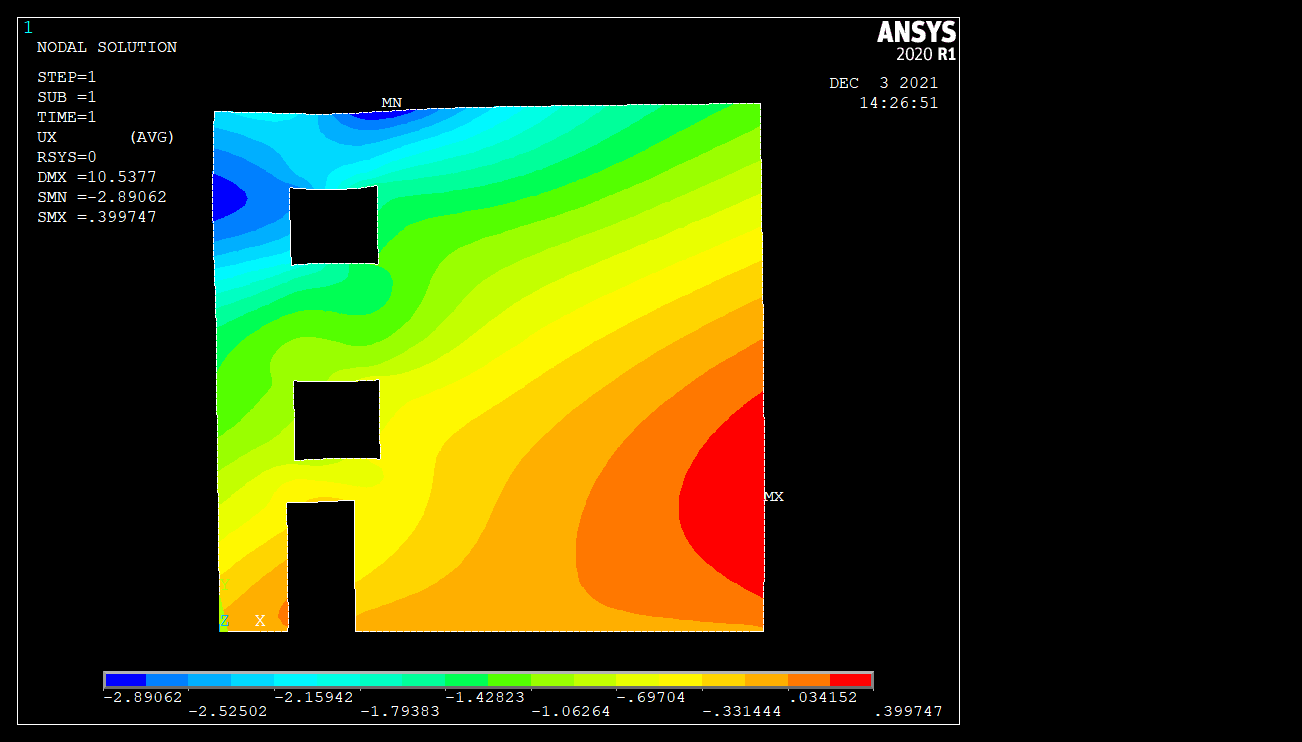 1
NODAL SOLUTION
STEP=1
SUB =1
TIME=1
UX (AVG)
RSYS=0
DMX =10.5377
SMN =-2.89062
SMX =.399747
ANSYS
2020 R1
DEC 3 2021
14:26:51
MN
MX
Z X
-2.89062 -2.15942 -1.42823 -.69704 .034152
-2.52502 -1.79383 -1.06264 -.331444 .399747